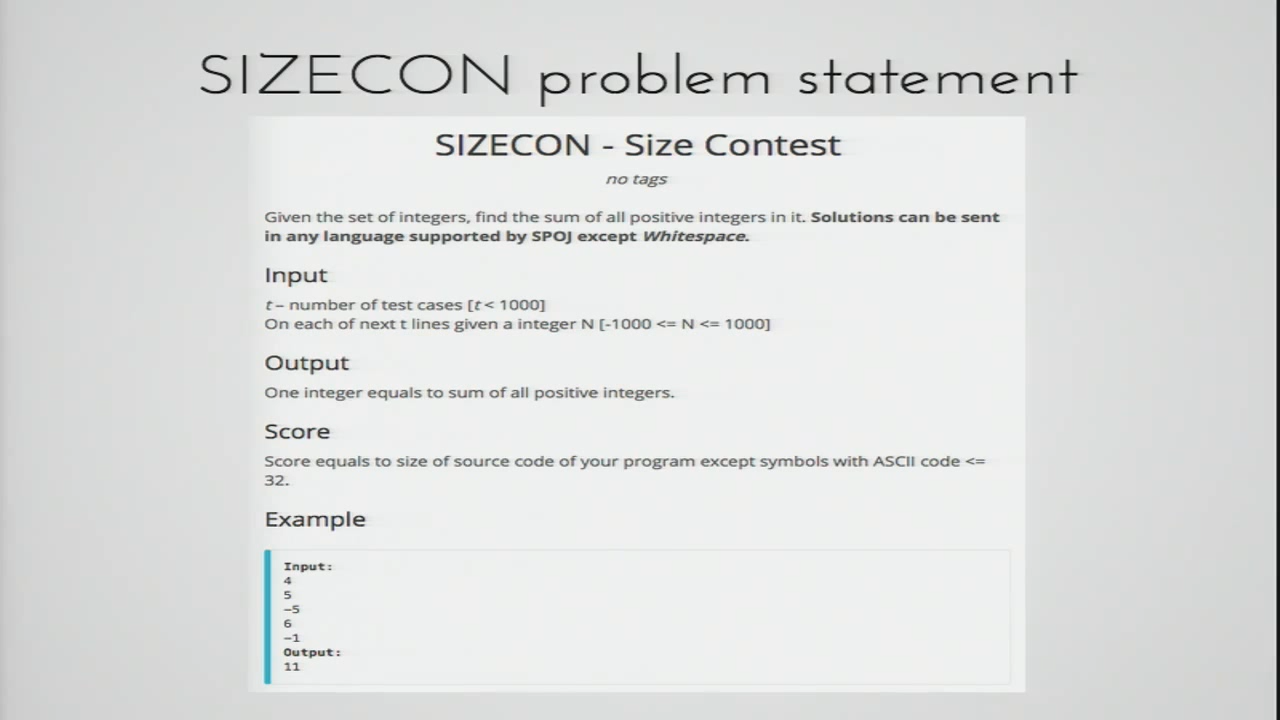 SIZECON problem statement
SIZECON - Size Contest
no tags
Given the set of integers, find the sum of all positive integers in it. Solutions can be sent
in any language supported by SPOJ except Whitespace.
Input
t – number of test cases [t < 1000]
On each of next t lines given a integer N [-1000 <= N <= 1000]
Output
One integer equals to sum of all positive integers.
Score
Score equals to size of source code of your program except symbols with ASCII code <=
32.
Example
Input:
4
5
-5
6
-1
Output:
11